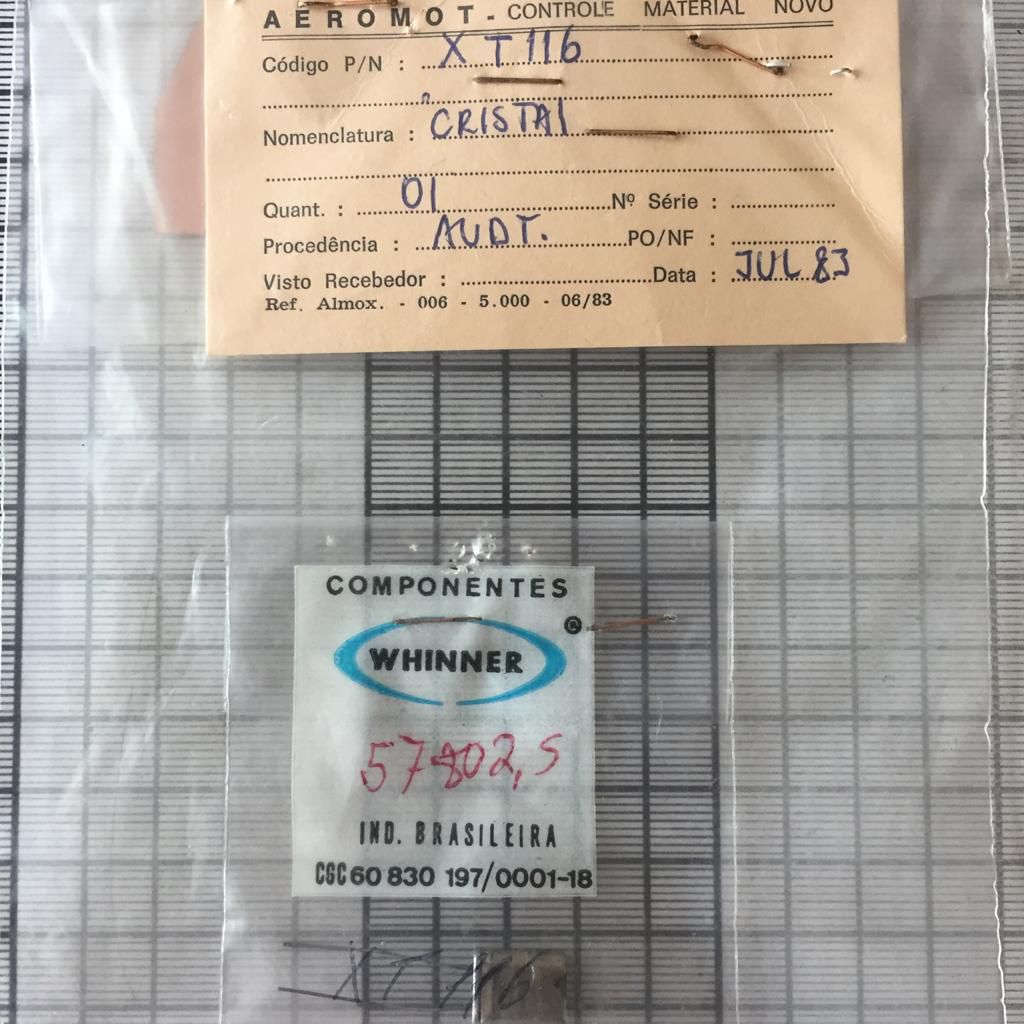 AEROMOT - CONTROLE MATERIAL NOVO
Código P/N : XT116
Nomenclatura : CRISTAL
Quant. : 01 Nº Série :
Procedência : AUDT. PO/NF :
Visto Recebedor : Data : JUL 83
Ref. Almox. - 006 - 5.000 - 06/83
COMPONENTES
WHINNER ®
57802,5
IND. BRASILEIRA
CGC 60 830 197/0001-18
XT 116